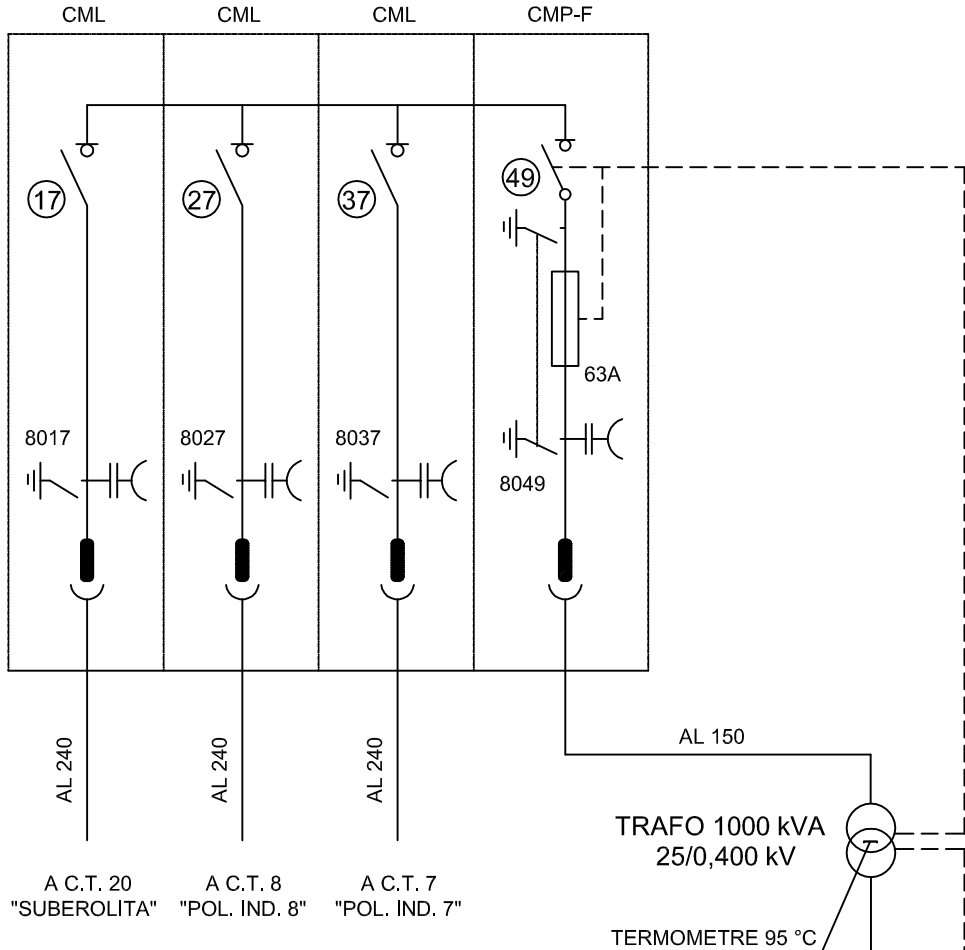 CML
CML
CML
CMP-F
17
27
37
49
63A
8017
8027
8037
8049
AL 240
AL 240
AL 240
AL 150
TRAFO 1000 kVA
25/0,400 kV
A C.T. 20
"SUBEROLITA"
A C.T. 8
"POL. IND. 8"
A C.T. 7
"POL. IND. 7"
TERMOMETRE 95 °C